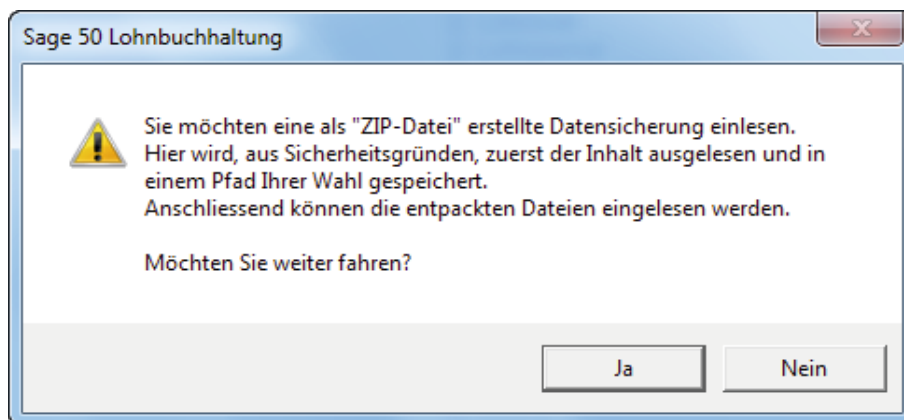 Sage 50 Lohnbuchhaltung
Sie möchten eine als "ZIP-Datei" erstellte Datensicherung einlesen.
Hier wird, aus Sicherheitsgründen, zuerst der Inhalt ausgelesen und in
einem Pfad Ihrer Wahl gespeichert.
Anschliessend können die entpackten Dateien eingelesen werden.
Möchten Sie weiter fahren?
Ja
Nein